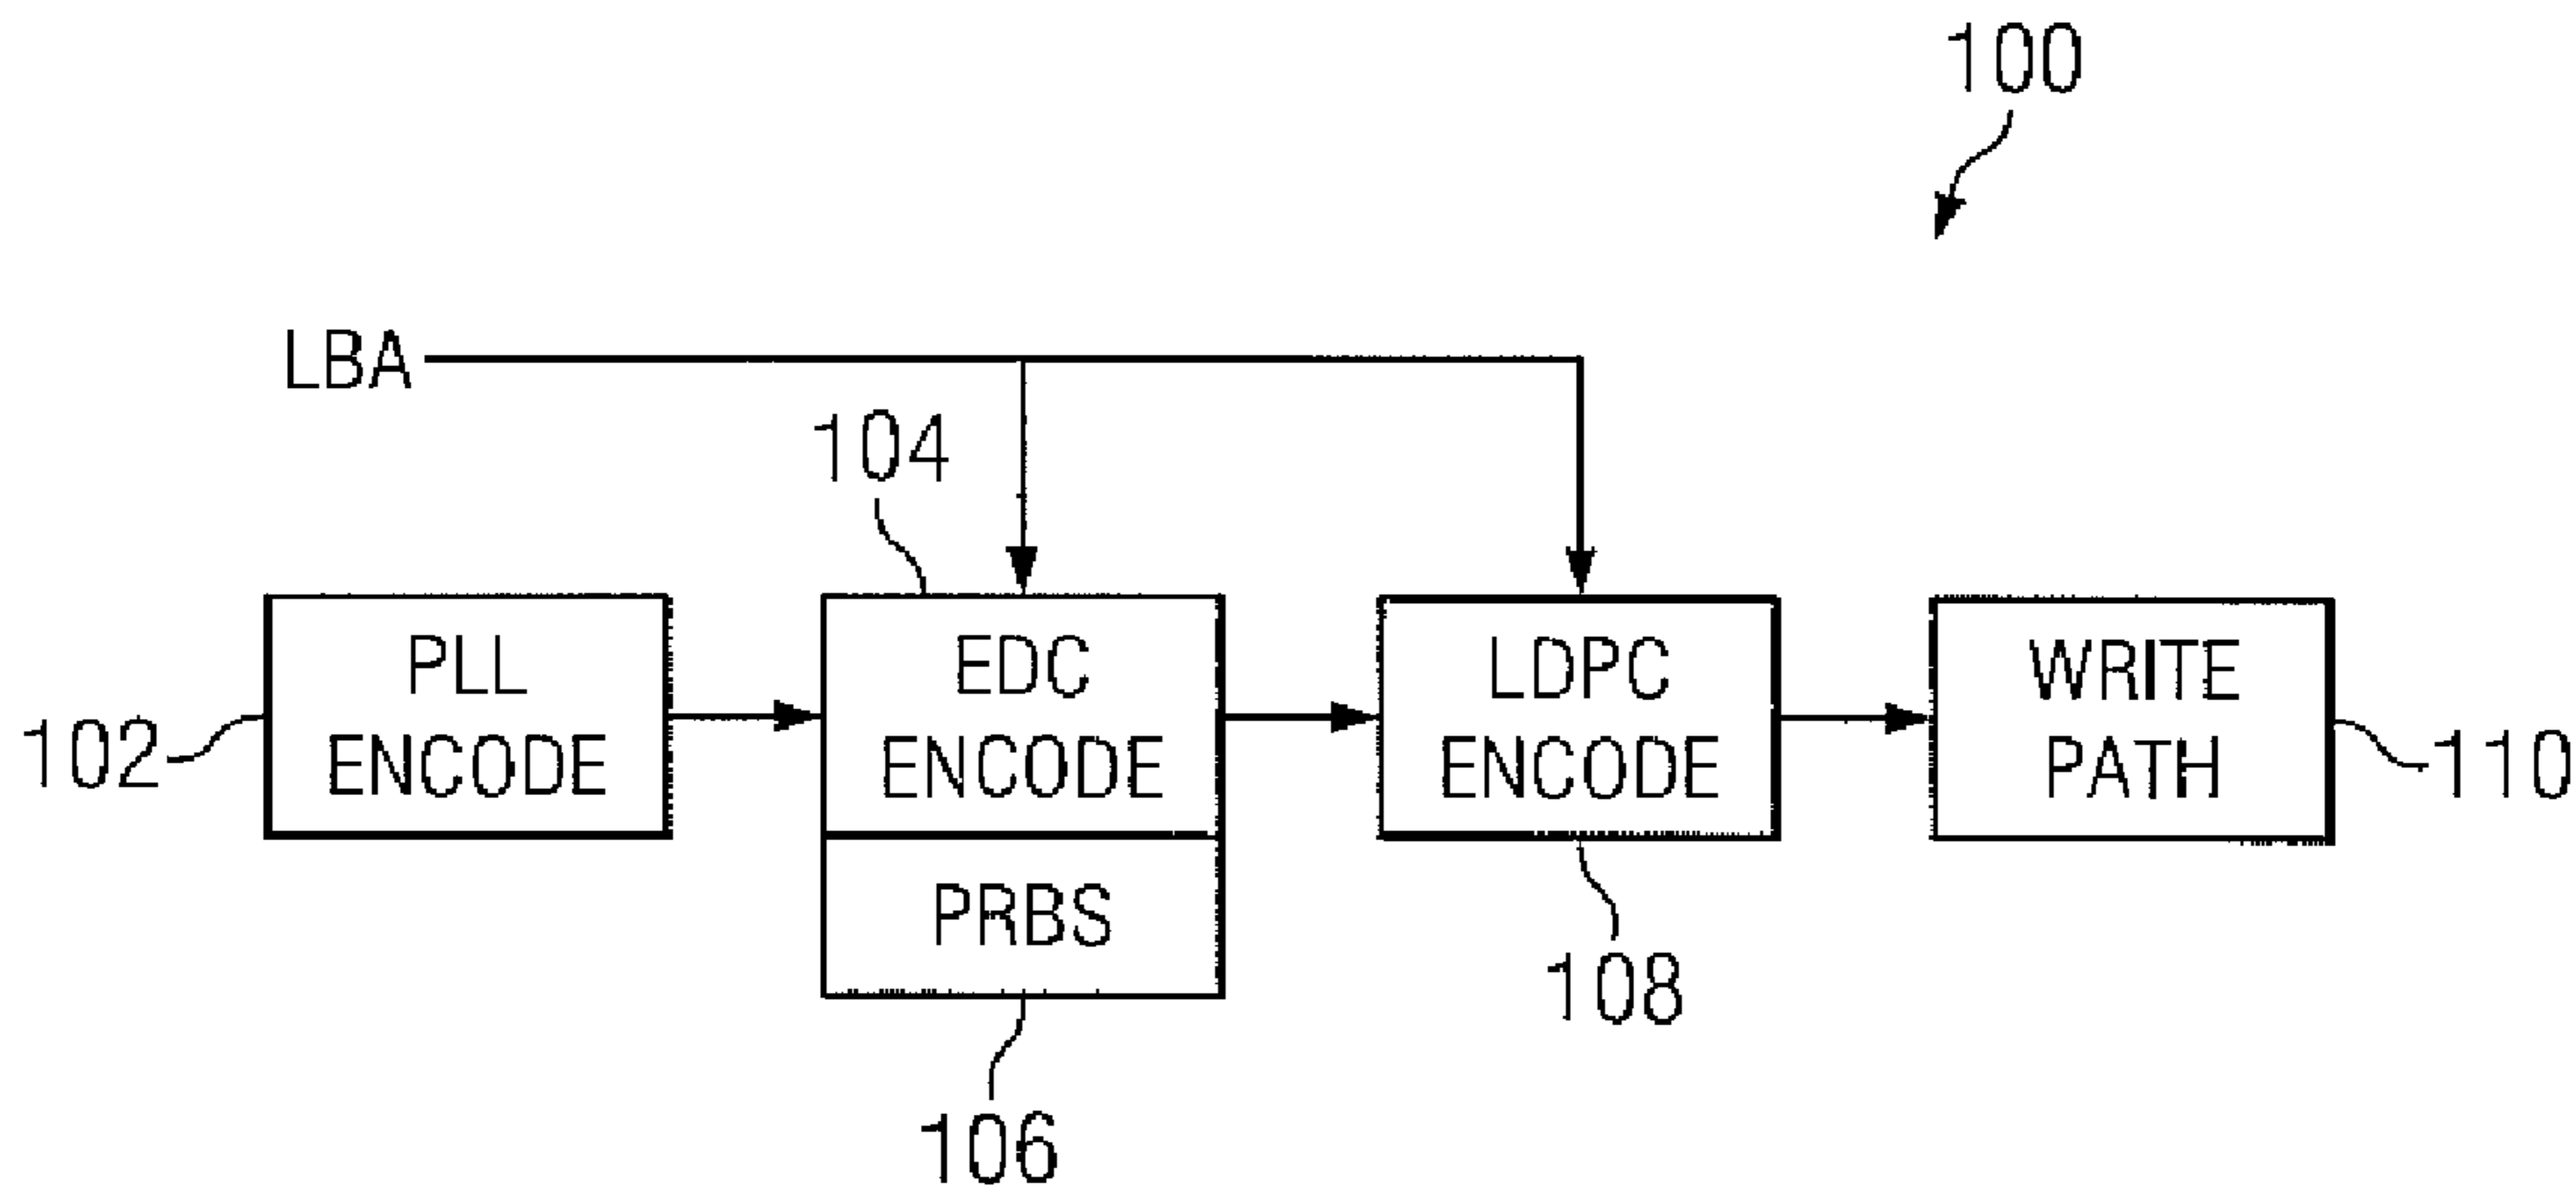 100
LBA
104
PLL
ENCODE
102
EDC
ENCODE
PRBS
LDPC
ENCODE
WRITE
PATH
110
108
106